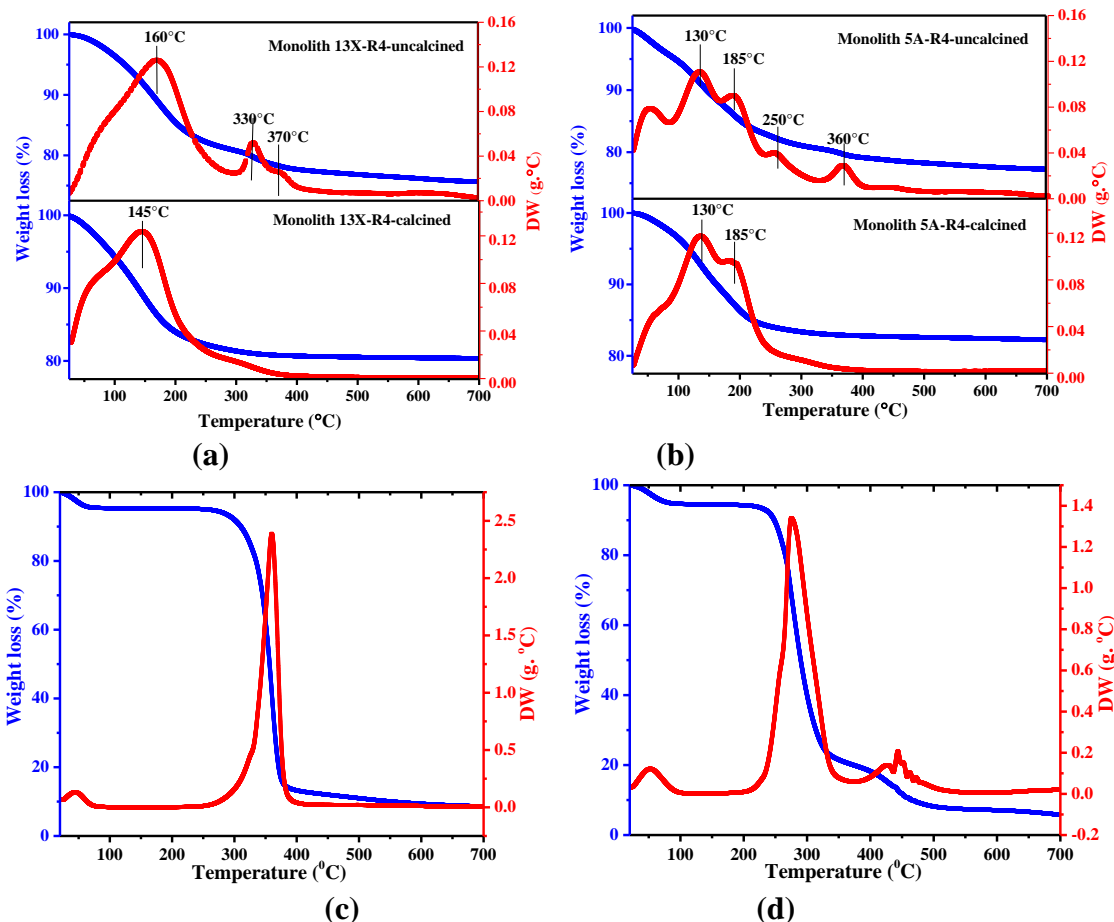 160°C
Monolith 13X-R4-uncalcined
330°C
370°C
100
90
80
0.16
0.12
0.08
0.04
0.00
145°C
Monolith 13X-R4-calcined
100
90
80
0.12
0.08
0.04
0.00
Weight loss (%)
DW (g.°C)
100 200 300 400 500 600 700
Temperature (°C)
(a)
130°C
Monolith 5A-R4-uncalcined
185°C
250°C
360°C
100
90
80
0.16
0.12
0.08
0.04
0.00
130°C
Monolith 5A-R4-calcined
185°C
100
90
80
0.12
0.08
0.04
0.00
Weight loss (%)
DW (g.°C)
100 200 300 400 500 600 700
Temperature (°C)
(b)
100
80
60
40
20
0
Weight loss (%)
2.5
2.0
1.5
1.0
0.5
0.0
DW (g. °C)
100 200 300 400 500 600 700
Temperature (⁰C)
(c)
100
80
60
40
20
0
Weight loss (%)
1.4
1.2
1.0
0.8
0.6
0.4
0.2
0.0
-0.2
DW (g. °C)
100 200 300 400 500 600 700
Temperature (⁰C)
(d)